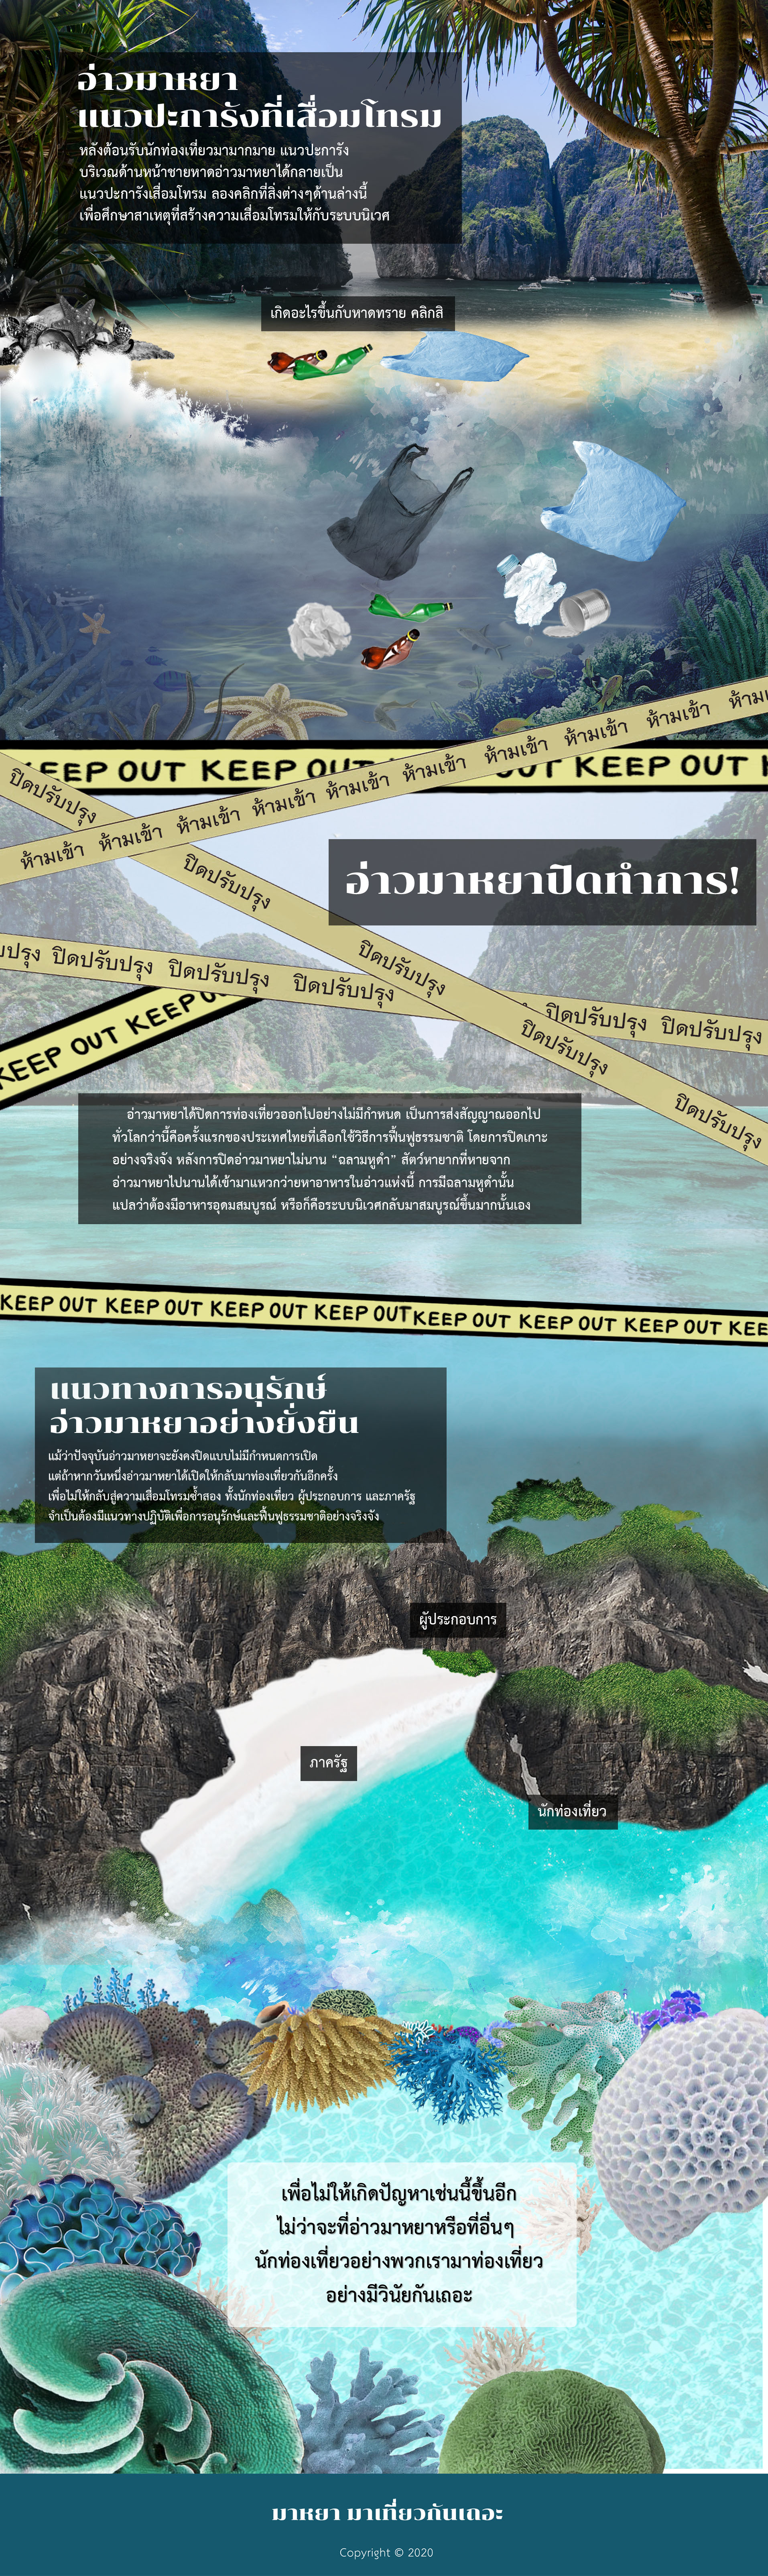 อ่าวมาหยา
แนวปะการังที่เสื่อมโทรม
หลังต้อนรับนักท่องเที่ยวมามากมาย แนวปะการัง
บริเวณด้านหน้าชายหาดอ่าวมาหยาได้กลายเป็น
แนวปะการังเสื่อมโทรม ลองคลิกที่สิ่งต่างๆด้านล่างนี้
เพื่อศึกษาสาเหตุที่สร้างความเสื่อมโทรมให้กับระบบนิเวศ
เกิดอะไรขึ้นกับหาดทราย คลิกสิ
ห้ามเข้า ห้ามเข้า ห้ามเข้า ห้ามเข้า ห้ามเข้า ห้ามเข้า ห้ามเข้า ห้ามเข้า ห้ามเข้า
KEEP OUT KEEP OUT KEEP OUT KEEP OUT
ปิดปรับปรุง ปิดปรับปรุง ปิดปรับปรุง ปิดปรับปรุง ปิดปรับปรุง
อ่าวมาหยาปิดทำการ!
ปิดปรับปรุง ปิดปรับปรุง ปิดปรับปรุง ปิดปรับปรุง ปิดปรับปรุง
KEEP OUT KEEP OUT
อ่าวมาหยาได้ปิดการท่องเที่ยวออกไปอย่างไม่มีกำหนด เป็นการส่งสัญญาณออกไป
ทั่วโลกว่านี้คือครั้งแรกของประเทศไทยที่เลือกใช้วิธีการฟื้นฟูธรรมชาติ โดยการปิดเกาะ
อย่างจริงจัง หลังการปิดอ่าวมาหยาไม่นาน “ฉลามหูดำ” สัตว์หายากที่หายจาก
อ่าวมาหยาไปนานได้เข้ามาแหวกว่ายหาอาหารในอ่าวแห่งนี้ การมีฉลามหูดำนั้น
แปลว่าต้องมีอาหารอุดมสมบูรณ์ หรือก็คือระบบนิเวศกลับมาสมบูรณ์ขึ้นมากนั้นเอง
KEEP OUT KEEP OUT KEEP OUT KEEP OUT KEEP OUT KEEP OUT KEEP OUT
แนวทางการอนุรักษ์
อ่าวมาหยาอย่างยั่งยืน
แม้ว่าปัจจุบันอ่าวมาหยาจะยังคงปิดแบบไม่มีกำหนดการเปิด
แต่ถ้าหากวันหนึ่งอ่าวมาหยาได้เปิดให้กลับมาท่องเที่ยวกันอีกครั้ง
เพื่อไม่ให้กลับสู่ความเสื่อมโทรมซ้ำสอง ทั้งนักท่องเที่ยว ผู้ประกอบการ และภาครัฐ
จำเป็นต้องมีแนวทางปฏิบัติเพื่อการอนุรักษ์และฟื้นฟูธรรมชาติอย่างจริงจัง
ผู้ประกอบการ
ภาครัฐ
นักท่องเที่ยว
เพื่อไม่ให้เกิดปัญหาเช่นนี้ขึ้นอีก
ไม่ว่าจะที่อ่าวมาหยาหรือที่อื่นๆ
นักท่องเที่ยวอย่างพวกเรามาท่องเที่ยว
อย่างมีวินัยกันเถอะ
มาหยา มาเที่ยวกันเถอะ
Copyright © 2020